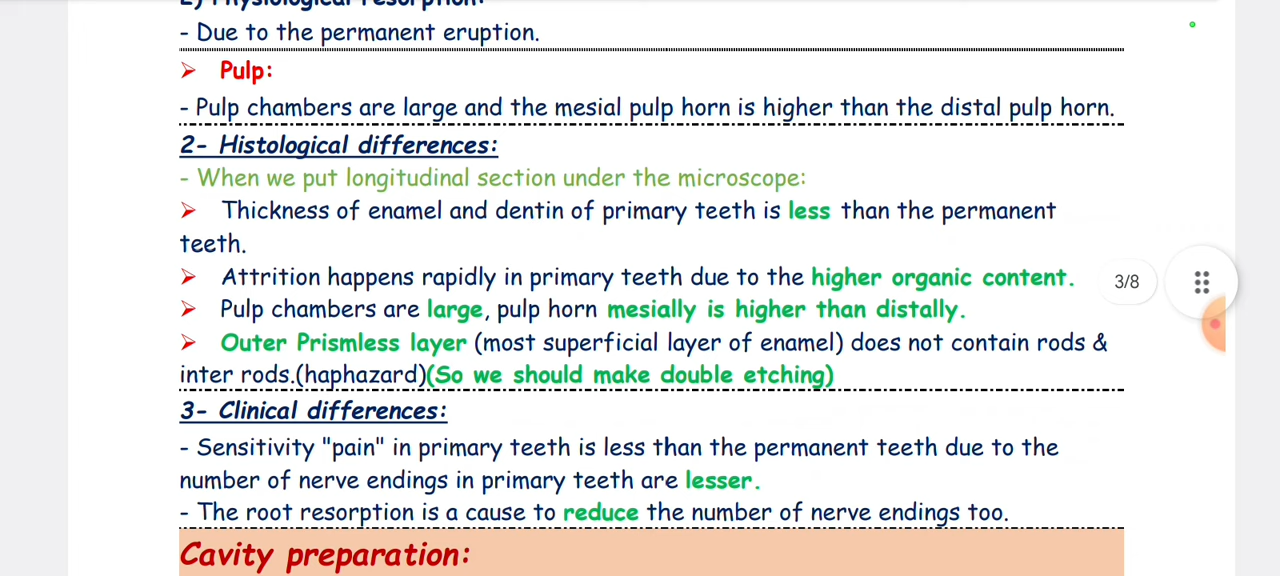 2) Physiological resorption:
- Due to the permanent eruption.
➢ Pulp:
- Pulp chambers are large and the mesial pulp horn is higher than the distal pulp horn.
2- Histological differences:
- When we put longitudinal section under the microscope:
➢ Thickness of enamel and dentin of primary teeth is less than the permanent
teeth.
➢ Attrition happens rapidly in primary teeth due to the higher organic content.
3/8
➢ Pulp chambers are large, pulp horn mesially is higher than distally.
➢ Outer Prismless layer (most superficial layer of enamel) does not contain rods &
inter rods.(haphazard)(So we should make double etching)
3- Clinical differences:
- Sensitivity "pain" in primary teeth is less than the permanent teeth due to the
number of nerve endings in primary teeth are lesser.
- The root resorption is a cause to reduce the number of nerve endings too.
Cavity preparation: